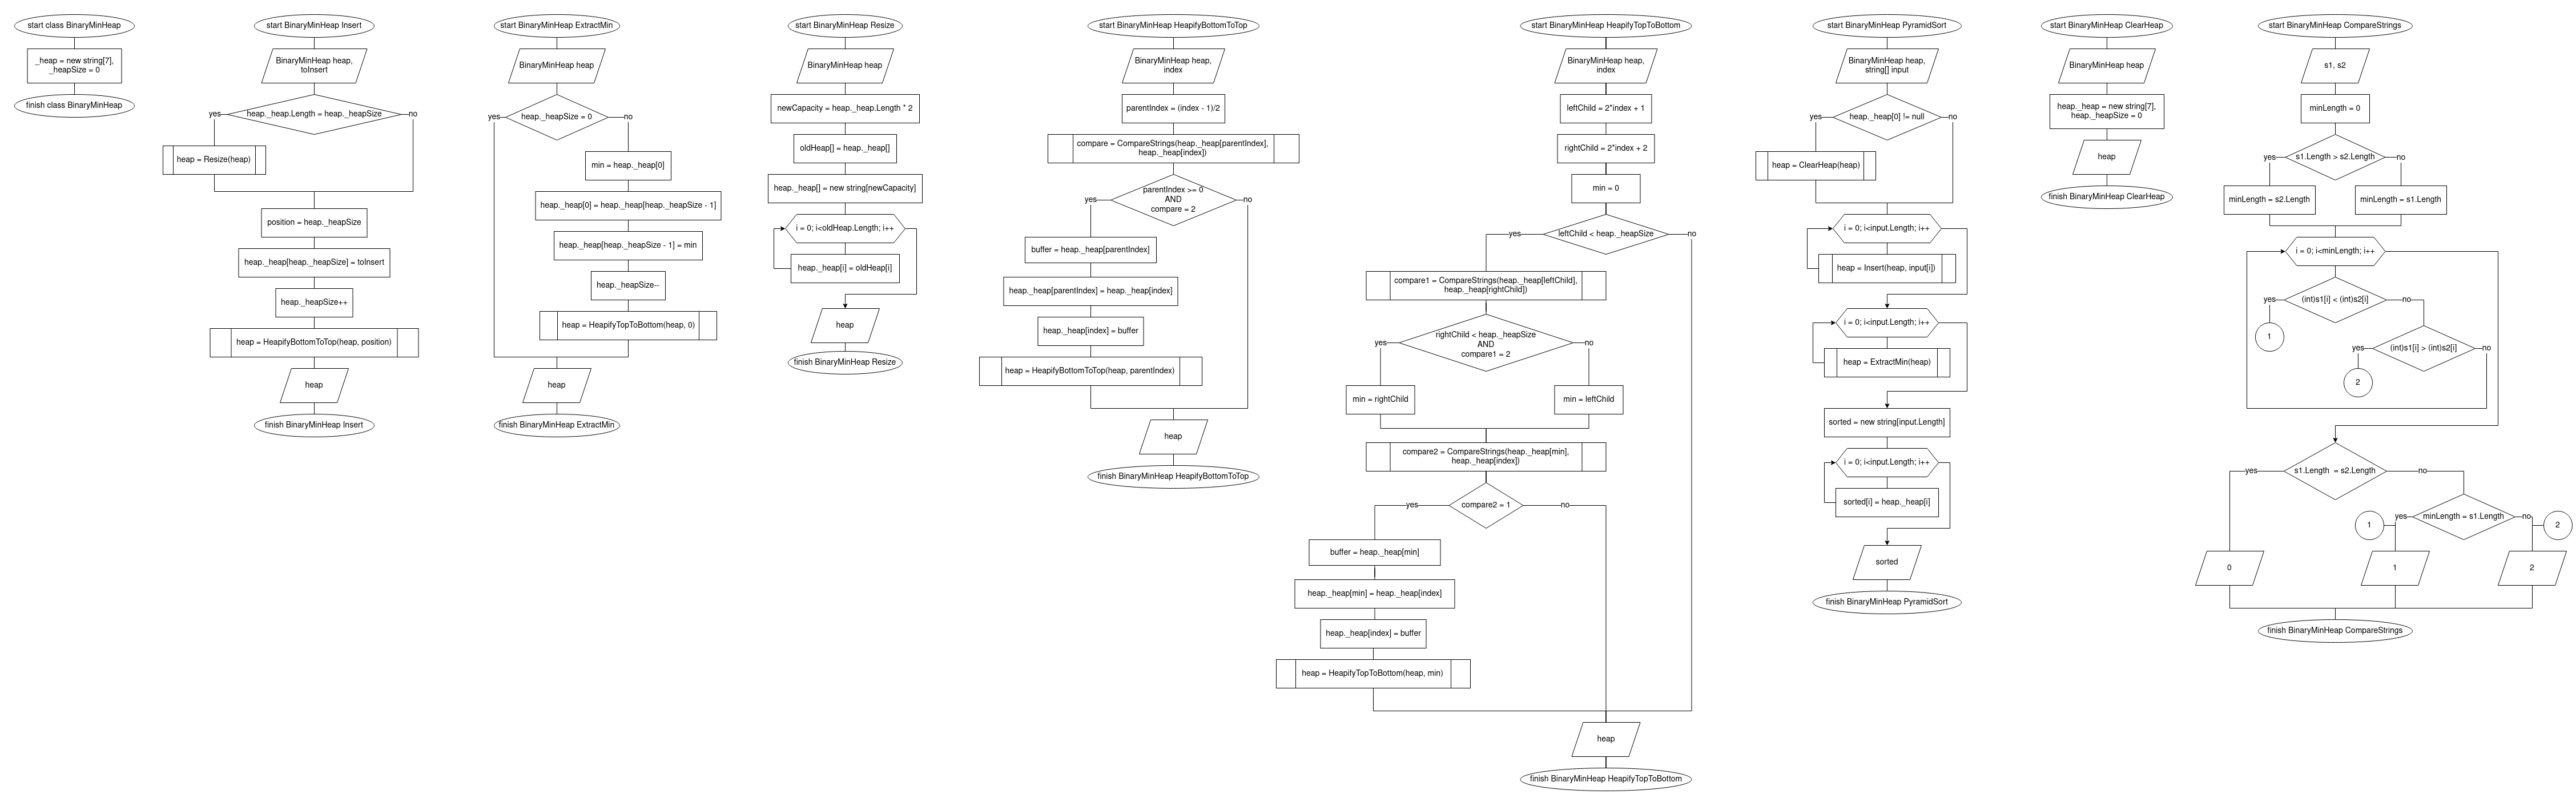 start class BinaryMinHeap
_heap = new string[7],
_heapSize = 0
finish class BinaryMinHeap
start BinaryMinHeap Insert
BinaryMinHeap heap,
toInsert
yes
heap._heap.Length = heap._heapSize
no
heap = Resize(heap)
position = heap._heapSize
heap._heap[heap._heapSize] = toInsert
heap._heapSize++
heap = HeapifyBottomToTop(heap, position)
heap
finish BinaryMinHeap Insert
start BinaryMinHeap ExtractMin
BinaryMinHeap heap
yes
heap._heapSize = 0
no
min = heap._heap[0]
heap._heap[0] = heap._heap[heap._heapSize - 1]
heap._heap[heap._heapSize - 1] = min
heap._heapSize--
heap = HeapifyTopToBottom(heap, 0)
heap
finish BinaryMinHeap ExtractMin
start BinaryMinHeap Resize
BinaryMinHeap heap
newCapacity = heap._heap.Length * 2
oldHeap[] = heap._heap[]
heap._heap[] = new string[newCapacity]
i = 0; i<oldHeap.Length; i++
heap._heap[i] = oldHeap[i]
heap
finish BinaryMinHeap Resize
start BinaryMinHeap HeapifyBottomToTop
BinaryMinHeap heap,
index
parentIndex = (index - 1)/2
compare = CompareStrings(heap._heap[parentIndex],
heap._heap[index])
parentIndex >= 0
AND
compare = 2
yes
no
buffer = heap._heap[parentIndex]
heap._heap[parentIndex] = heap._heap[index]
heap._heap[index] = buffer
heap = HeapifyBottomToTop(heap, parentIndex)
heap
finish BinaryMinHeap HeapifyBottomToTop
start BinaryMinHeap HeapifyTopToBottom
BinaryMinHeap heap,
index
leftChild = 2*index + 1
rightChild = 2*index + 2
min = 0
yes
leftChild < heap._heapSize
no
compare1 = CompareStrings(heap._heap[leftChild],
heap._heap[rightChild])
rightChild < heap._heapSize
AND
compare1 = 2
yes
no
min = rightChild
min = leftChild
compare2 = CompareStrings(heap._heap[min],
heap._heap[index])
yes
compare2 = 1
no
buffer = heap._heap[min]
heap._heap[min] = heap._heap[index]
heap._heap[index] = buffer
heap = HeapifyTopToBottom(heap, min)
heap
finish BinaryMinHeap HeapifyTopToBottom
start BinaryMinHeap PyramidSort
BinaryMinHeap heap,
string[] input
yes
heap._heap[0] != null
no
heap = ClearHeap(heap)
i = 0; i<input.Length; i++
heap = Insert(heap, input[i])
i = 0; i<input.Length; i++
heap = ExtractMin(heap)
sorted = new string[input.Length]
i = 0; i<input.Length; i++
sorted[i] = heap._heap[i]
sorted
finish BinaryMinHeap PyramidSort
start BinaryMinHeap ClearHeap
BinaryMinHeap heap
heap._heap = new string[7],
heap._heapSize = 0
heap
finish BinaryMinHeap ClearHeap
start BinaryMinHeap CompareStrings
s1, s2
minLength = 0
yes
s1.Length > s2.Length
no
minLength = s2.Length
minLength = s1.Length
i = 0; i<minLength; i++
yes
(int)s1[i] < (int)s2[i]
no
1
yes
(int)s1[i] > (int)s2[i]
no
2
yes
s1.Length = s2.Length
no
1
yes
minLength = s1.Length
no
2
0
1
2
finish BinaryMinHeap CompareStrings